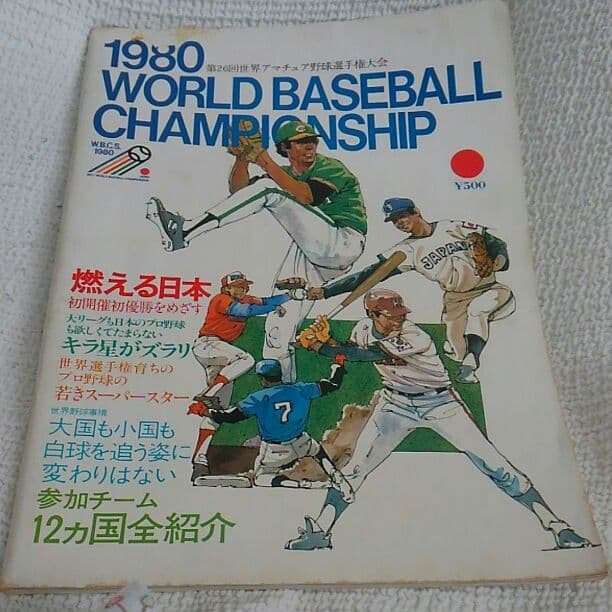 1980
第26回世界アマチュア野球選手権大会
WORLD BASEBALL
CHAMPIONSHIP
W.B.C.S.
1980
¥500
JAPAN
燃える日本
初開催初優勝をめざす
大リーグも日本のプロ野球
も欲しくてたまらない
キラ星がズラリ
世界選手権育ちの
プロ野球の
若きスーパースター
7
世界野球事情
大国も小国も
白球を追う姿に
変わりはない
参加チーム
12カ国全紹介